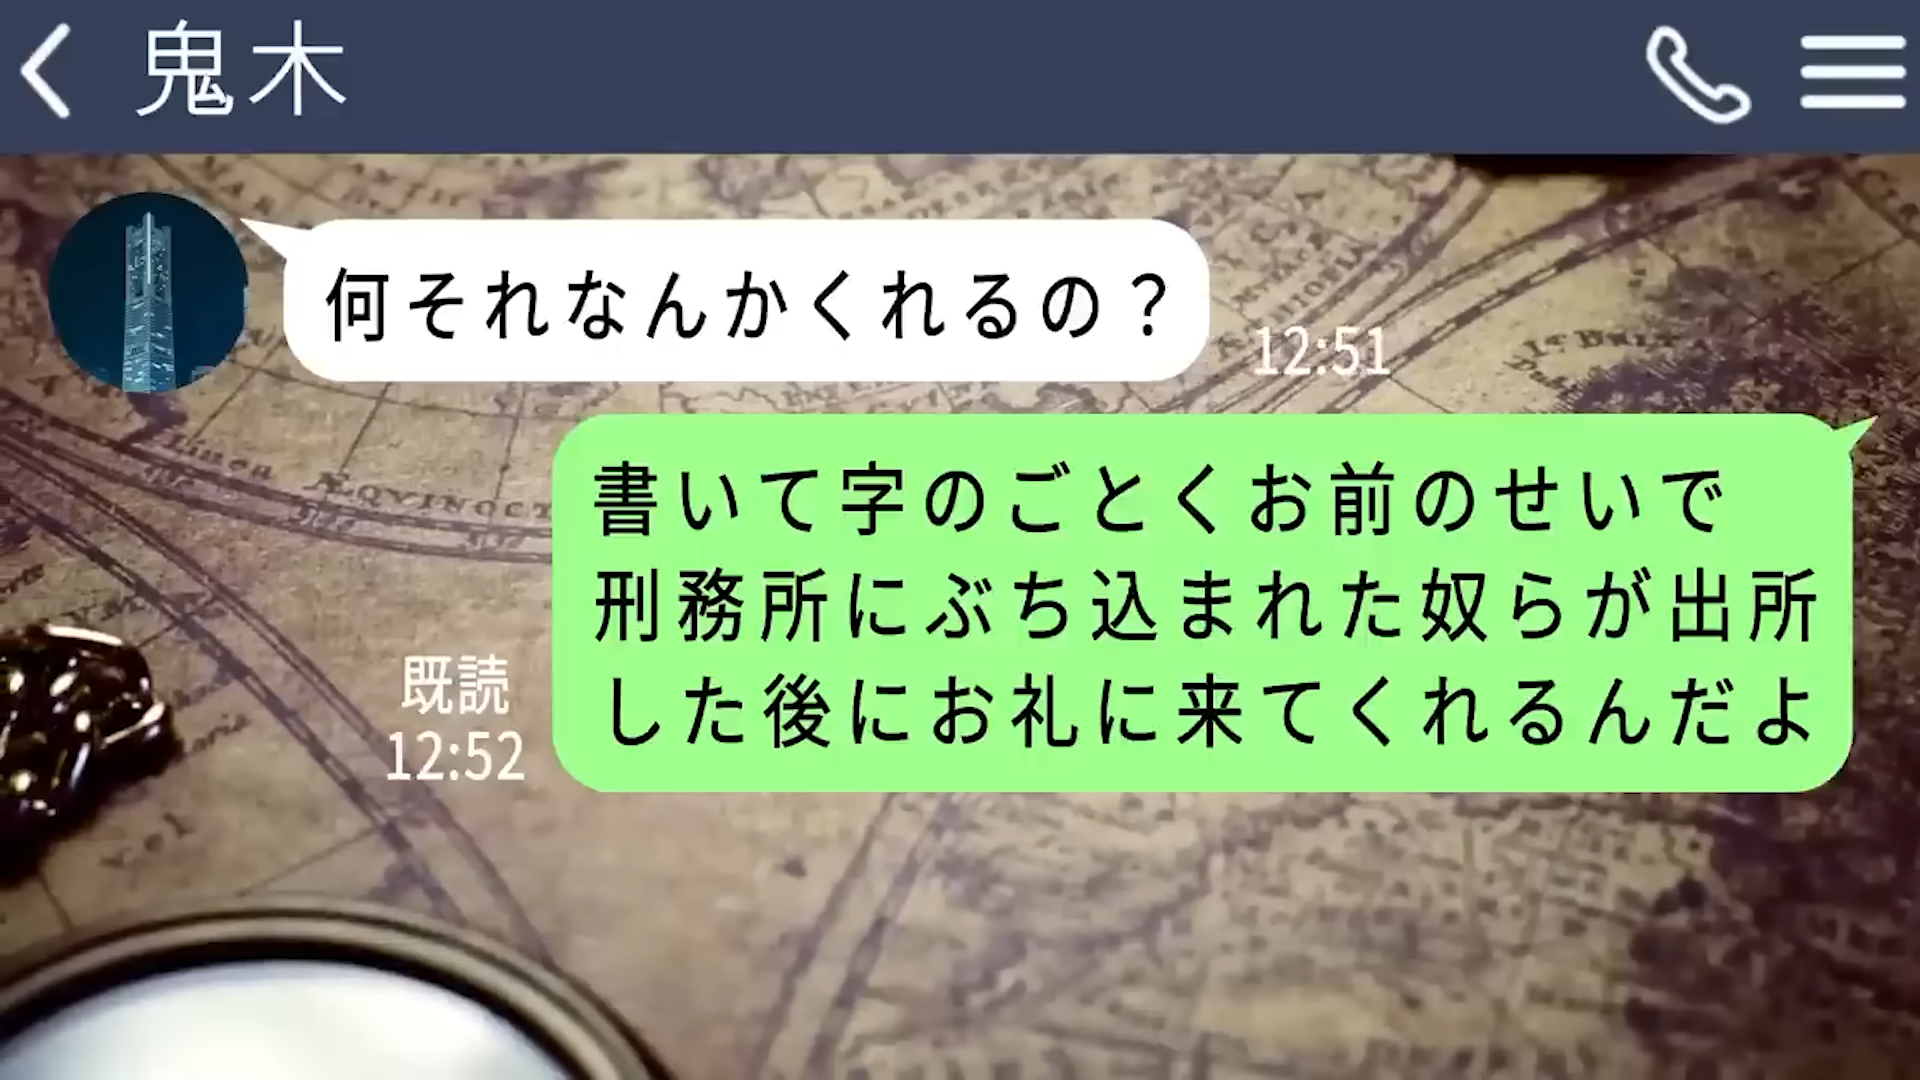 鬼木
何それなんかくれるの？
12:51
書いて字のごとくお前のせいで
刑務所にぶち込まれた奴らが出所
した後にお礼に来てくれるんだよ
既読
12:52
ÆQVINOCT